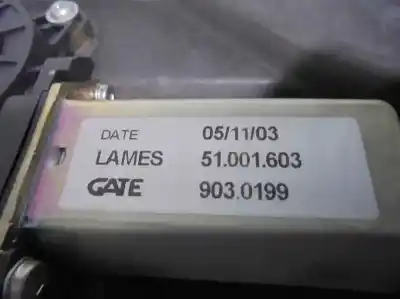 DATE 05/11/03
LAMES 51.001.603
GATE 903.0199